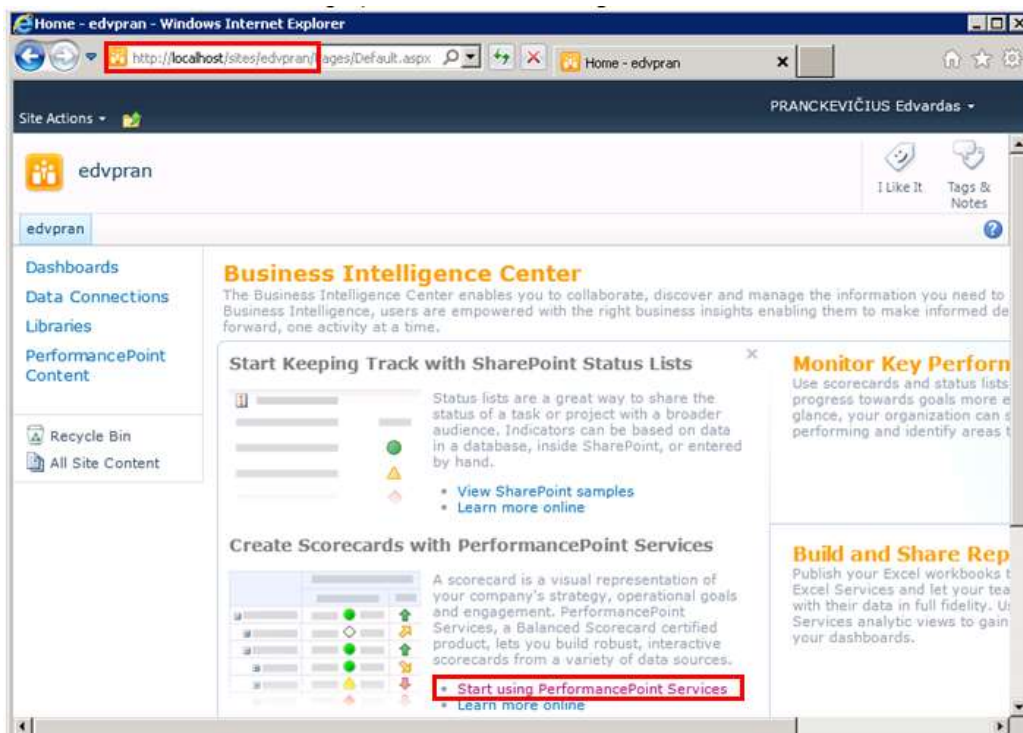 Home - edvpran - Windows Internet Explorer
http://localhost/sites/edvpran/Pages/Default.aspx
Home - edvpran
Site Actions
PRANCKEVIČIUS Edvardas
edvpran
I Like It
Tags &
Notes
edvpran
Dashboards
Data Connections
Libraries
PerformancePoint
Content
Recycle Bin
All Site Content
Business Intelligence Center
The Business Intelligence Center enables you to collaborate, discover and manage the information you need to
Business Intelligence, users are empowered with the right business insights enabling them to make informed de
forward, one activity at a time.
Start Keeping Track with SharePoint Status Lists
Status lists are a great way to share the
status of a task or project with a broader
audience. Indicators can be based on data
in a database, inside SharePoint, or entered
by hand.
• View SharePoint samples
• Learn more online
Create Scorecards with PerformancePoint Services
A scorecard is a visual representation of
your company's strategy, operational goals
and engagement. PerformancePoint
Services, a Balanced Scorecard certified
product, lets you build robust, interactive
scorecards from a variety of data sources.
• Start using PerformancePoint Services
• Learn more online
Monitor Key Perform
Use scorecards and status lists
progress towards goals more e
glance, your organization can s
performing and identify areas t
Build and Share Rep
Publish your Excel workbooks t
Excel Services and let your tea
with their data in full fidelity. U
Services analytic views to gain
your dashboards.